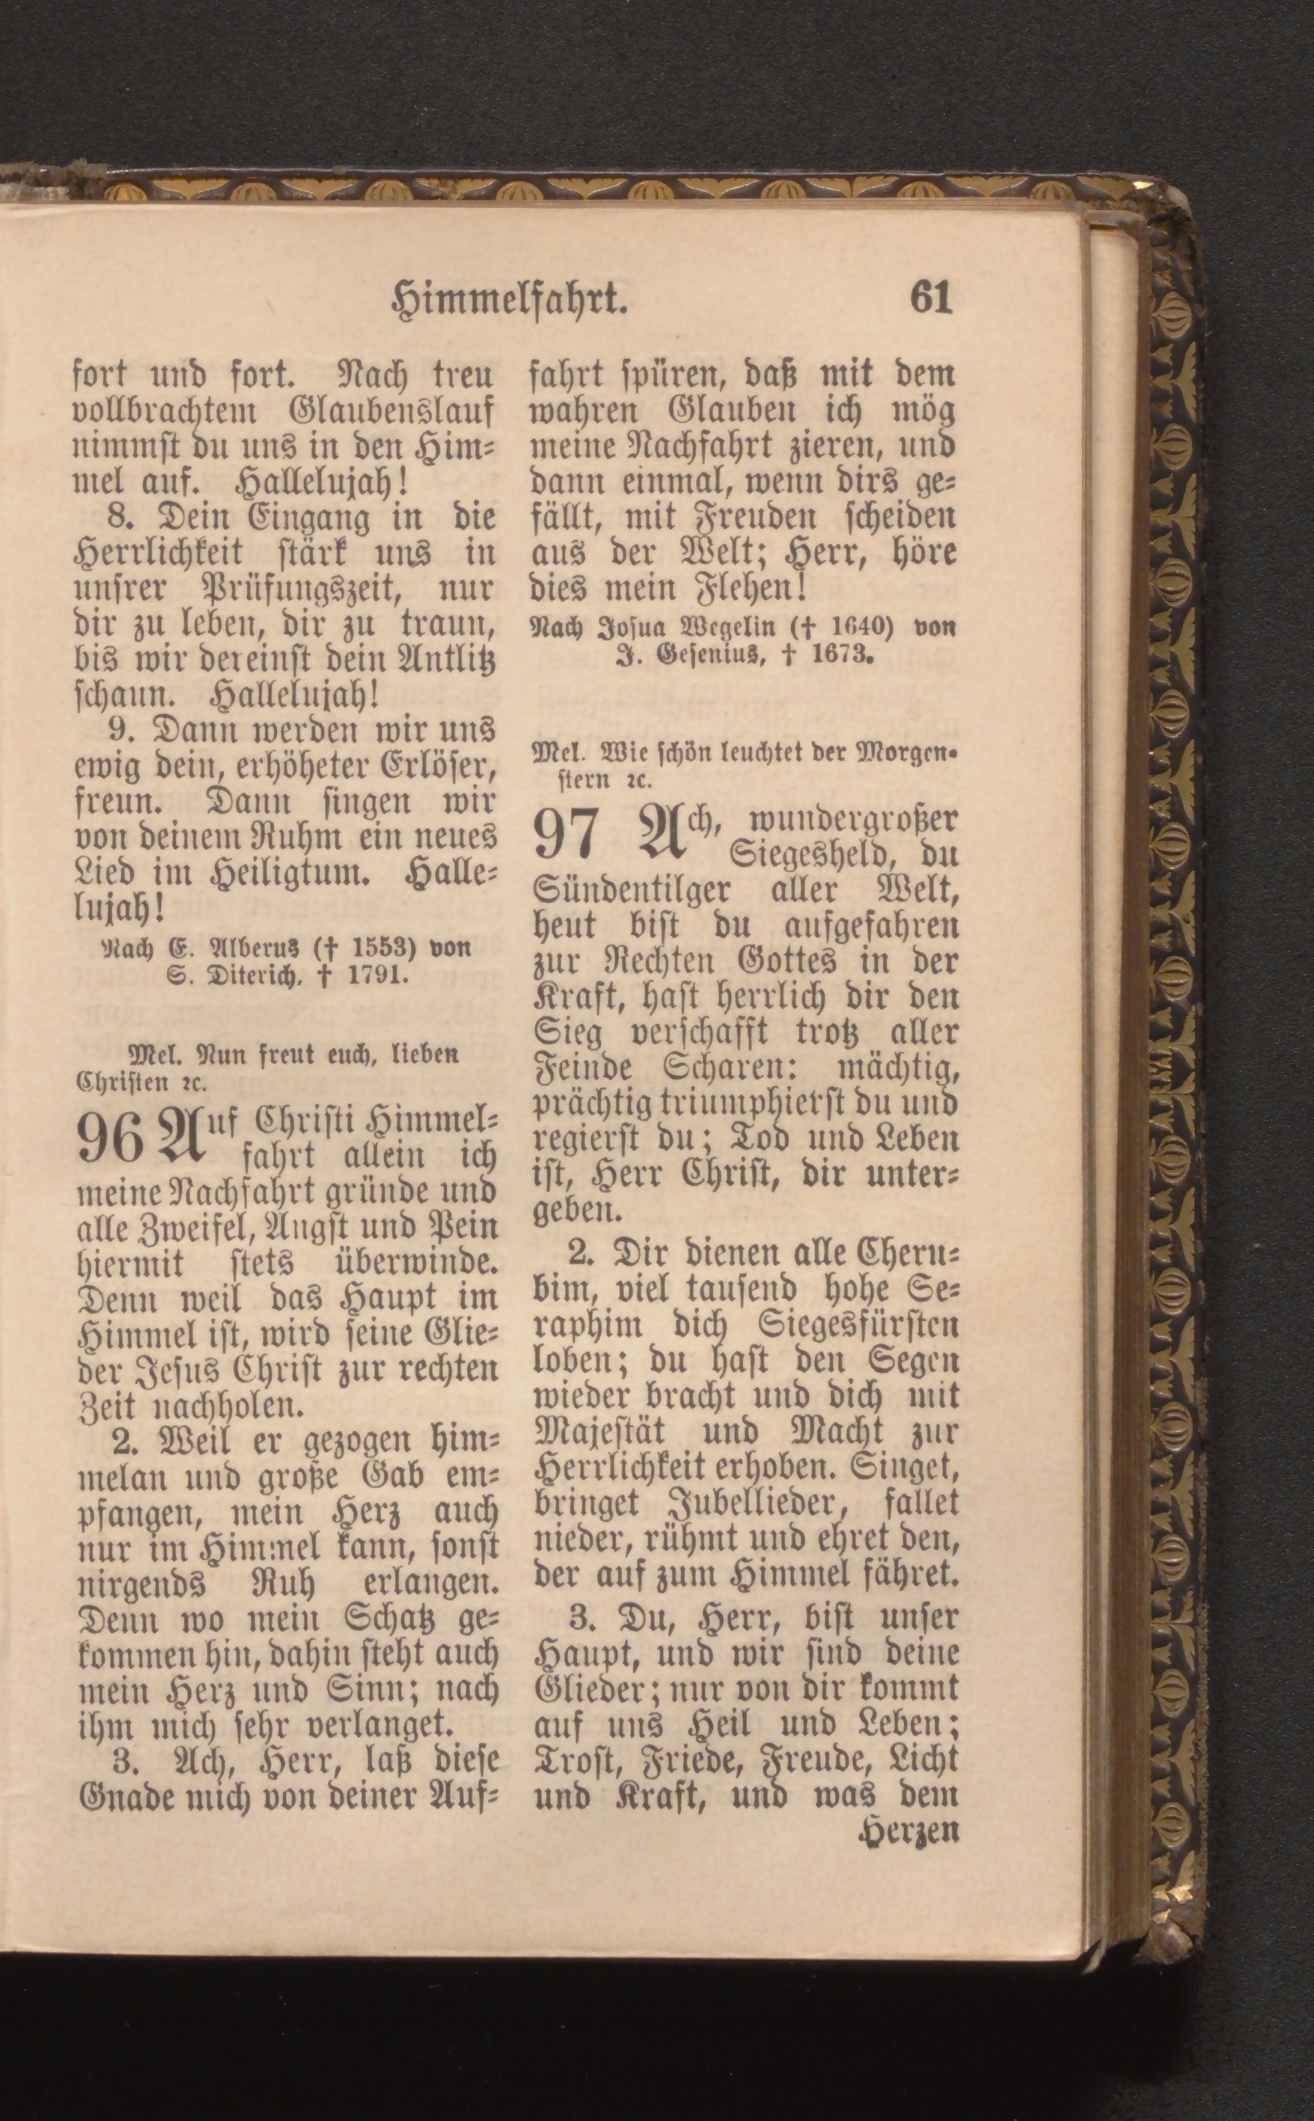 Himmelfahrt.
61
fort und fort. Nach treu
vollbrachtem Glaubenslauf
nimmst du uns in den Him=
mel auf. Hallelujah!
8. Dein Eingang in die
Herrlichkeit stärk uns in
unsrer Prüfungszeit, nur
dir zu leben, dir zu traun,
bis wir dereinst dein Antlitz
schaun. Hallelujah!
9. Dann werden wir uns
ewig dein, erhöheter Erlöser,
freun. Dann singen wir
von deinem Ruhm ein neues
Lied im Heiligtum. Halle=
lujah!
Nach E. Alberus († 1553) von
S. Diterich, † 1791.
Mel. Nun freut euch, lieben
Christen ꝛc.
96 Auf Christi Himmel=
fahrt allein ich
meine Nachfahrt gründe und
alle Zweifel, Angst und Pein
hiermit stets überwinde.
Denn weil das Haupt im
Himmel ist, wird seine Glie=
der Jesus Christ zur rechten
Zeit nachholen.
2. Weil er gezogen him=
melan und große Gab em=
pfangen, mein Herz auch
nur im Himmel kann, sonst
nirgends Ruh erlangen.
Denn wo mein Schatz ge=
kommen hin, dahin steht auch
mein Herz und Sinn; nach
ihm mich sehr verlanget.
3. Ach, Herr, laß diese
Gnade mich von deiner Auf=
fahrt spüren, daß mit dem
wahren Glauben ich mög
meine Nachfahrt zieren, und
dann einmal, wenn dirs ge=
fällt, mit Freuden scheiden
aus der Welt; Herr, höre
dies mein Flehen!
Nach Josua Wegelin († 1640) von
J. Gesenius, † 1673.
Mel. Wie schön leuchtet der Morgen=
stern ꝛc.
97 Ach, wundergroßer
Siegesheld, du
Sündentilger aller Welt,
heut bist du aufgefahren
zur Rechten Gottes in der
Kraft, hast herrlich dir den
Sieg verschafft trotz aller
Feinde Scharen: mächtig,
prächtig triumphierst du und
regierst du; Tod und Leben
ist, Herr Christ, dir unter=
geben.
2. Dir dienen alle Cheru=
bim, viel tausend hohe Se=
raphim dich Siegesfürsten
loben; du hast den Segen
wieder bracht und dich mit
Majestät und Macht zur
Herrlichkeit erhoben. Singet,
bringet Jubellieder, fallet
nieder, rühmt und ehret den,
der auf zum Himmel fähret.
3. Du, Herr, bist unser
Haupt, und wir sind deine
Glieder; nur von dir kommt
auf uns Heil und Leben;
Trost, Friede, Freude, Licht
und Kraft, und was dem
Herzen